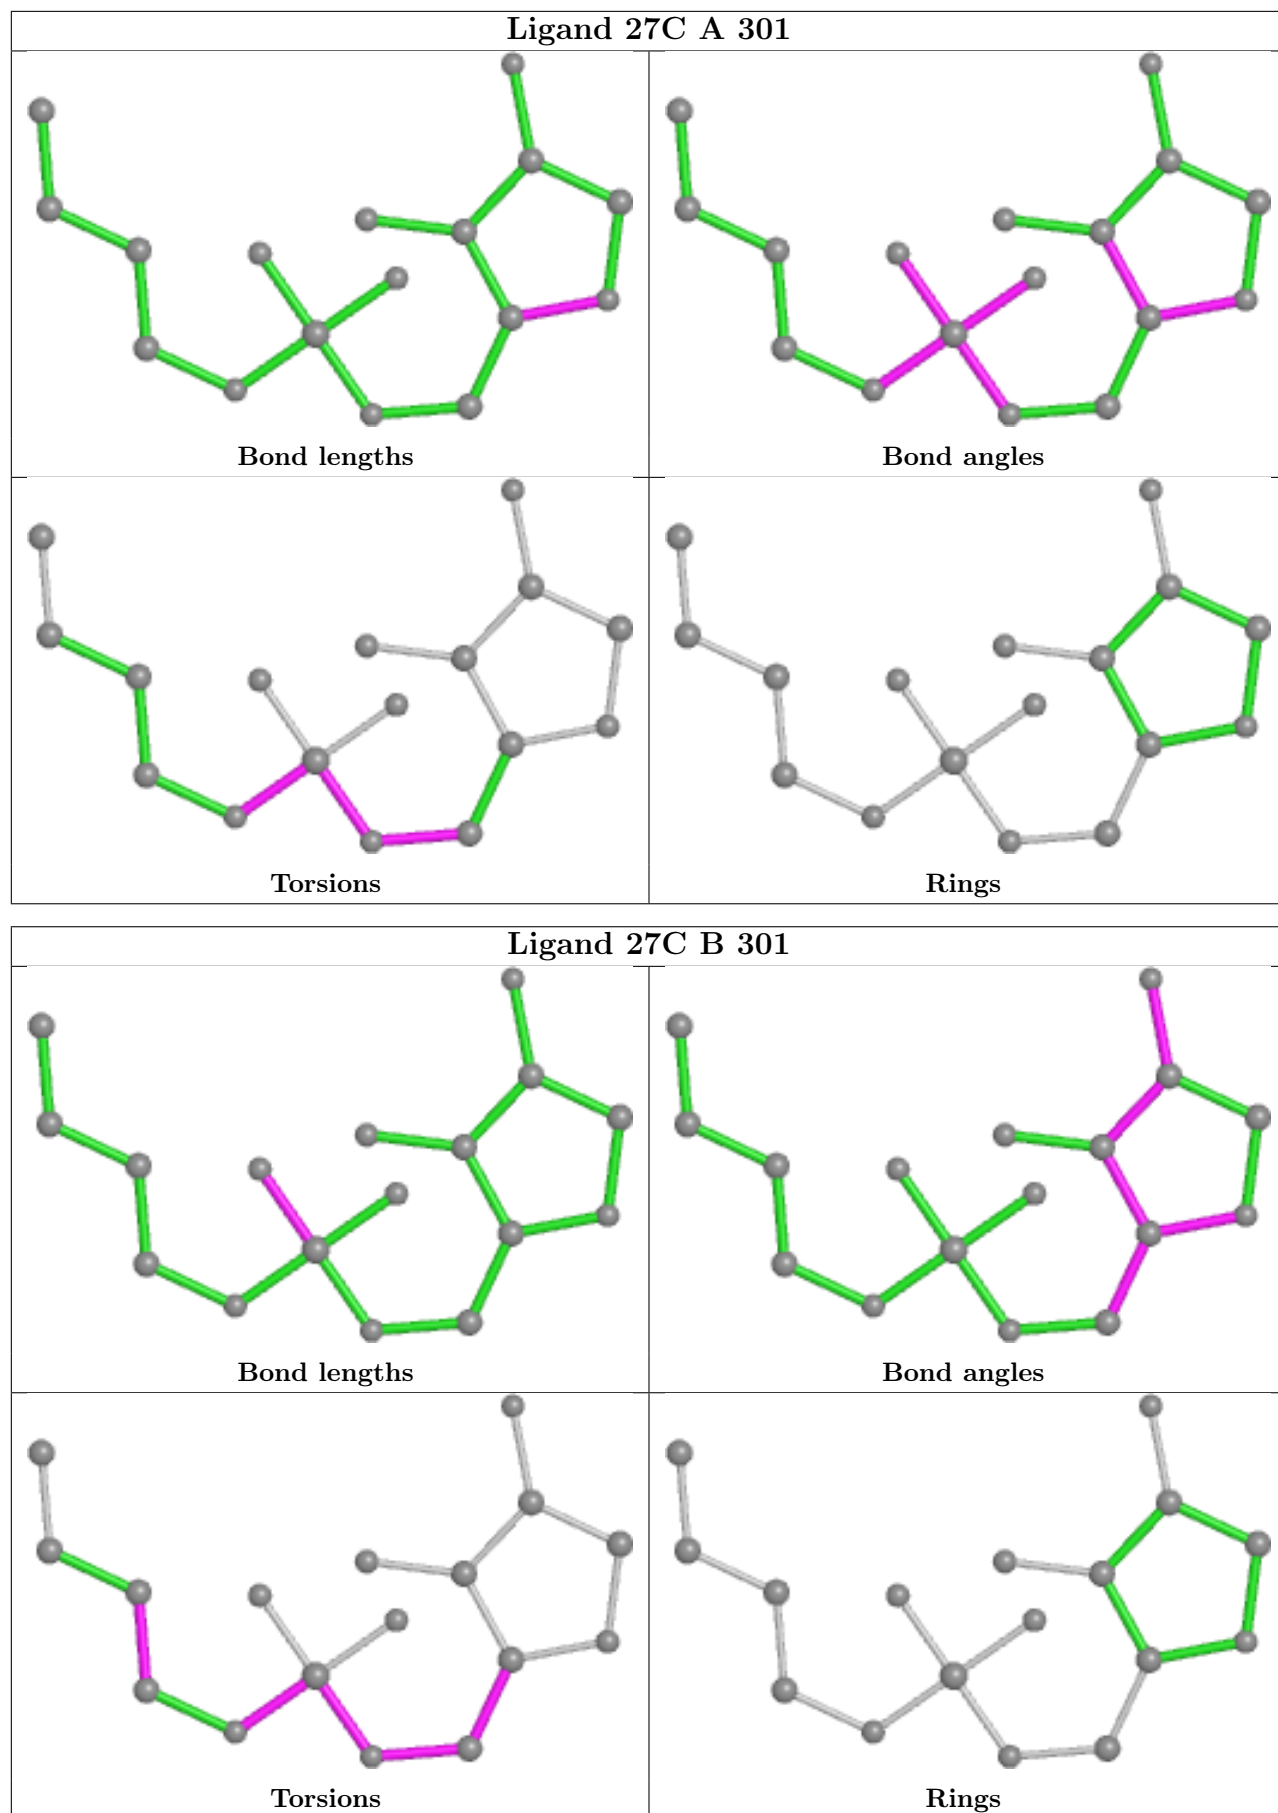 Ligand 27C A 301
Bond lengths
Bond angles
Torsions
Rings
Ligand 27C B 301
Bond lengths
Bond angles
Torsions
Rings